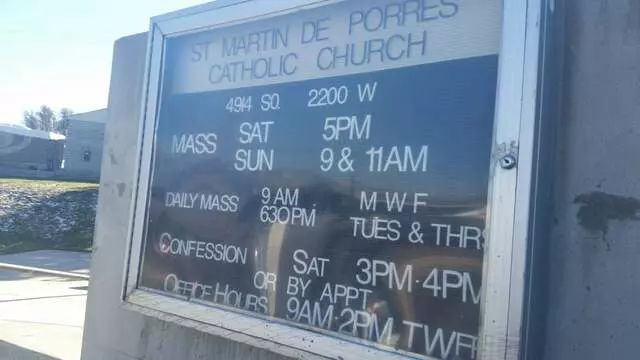 ST MARTIN DE PORRES
CATHOLIC CHURCH
4914 SO. 2200 W
MASS SAT 5PM
SUN 9 & 11AM
DAILY MASS 9 AM M W F
630PM TUES & THRS
CONFESSION SAT 3PM-4PM
OR BY APPT
OFFICE HOURS 9AM-2PM TWRF